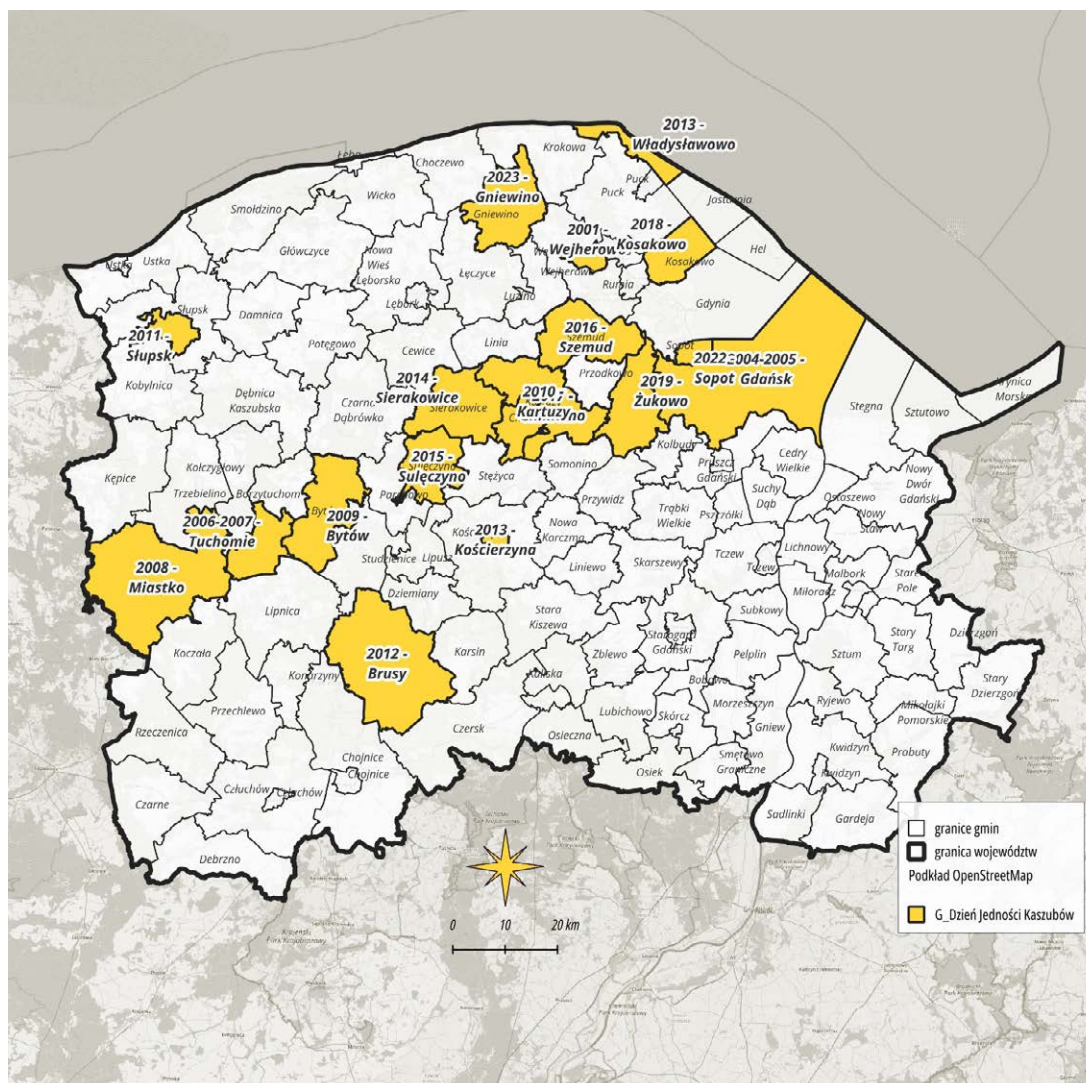 2013 -
Władysławowo
Krokowa
Choczewo
Łeba
2023 -
Gniewino
Gniewino
Puck
Puck
Wicko
Jastarnia
Smołdzino
2001 -
Wejherowo
2018 -
Kosakowo
Kosakowo
Hel
Główczyce
Nowa
Wieś
Lęborska
Ustka
Ustka
Łęczyce
Wejherowo
Rumia
Lębork
Luzino
Gdynia
Słupsk
Damnica
2011 -
Słupsk
2016 -
Szemud
Szemud
Potęgowo
Cewice
Linia
Sopot
Przodkowo
2022 -
Sopot
2004-2005 -
Gdańsk
Kobylnica
Dębnica
Kaszubska
2014 -
Sierakowice
Sierakowice
2010 -
Kartuzy
2019 -
Żukowo
Czarna
Dąbrówka
Stegna
Sztutowo
Krynica
Morska
Kępice
Kołczygłowy
Trzebielino
Borzytuchom
2015 -
Sulęczyno
Sulęczyno
Parchowo
Stężyca
Somonino
Kolbudy
Pruszcz
Gdański
Cedry
Wielkie
Nowy
Dwór
Gdański
Przywidz
Suchy
Dąb
Ostaszewo
Nowy
Staw
2006-2007 -
Tuchomie
2009 -
Bytów
2013 -
Kościerzyna
Nowa
Karczma
Trąbki
Wielkie
Pszczółki
2008 -
Miastko
Studzienice
Lipusz
Liniewo
Skarszewy
Tczew
Tczew
Lichnowy
Malbork
Stare
Pole
Dziemiany
Miłoradz
Lipnica
Stara
Kiszewa
Subkowy
2012 -
Brusy
Karsin
Zblewo
Starogard
Gdański
Pelplin
Sztum
Stary
Targ
Dzierzgoń
Koczała
Konarzyny
Kaliska
Bobowo
Stary
Dzierzgoń
Przechlewo
Lubichowo
Skórcz
Morzeszczyn
Ryjewo
Mikołajki
Pomorskie
Rzeczenica
Czersk
Osieczna
Gniew
Chojnice
Chojnice
Osiek
Smętowo
Graniczne
Kwidzyn
Kwidzyn
Prabuty
Czarne
Człuchów
Człuchów
Sadlinki
Gardeja
Debrzno
granice gmin
granica województw
Podkład OpenStreetMap
G_Dzień Jedności Kaszubów
0 10 20 km